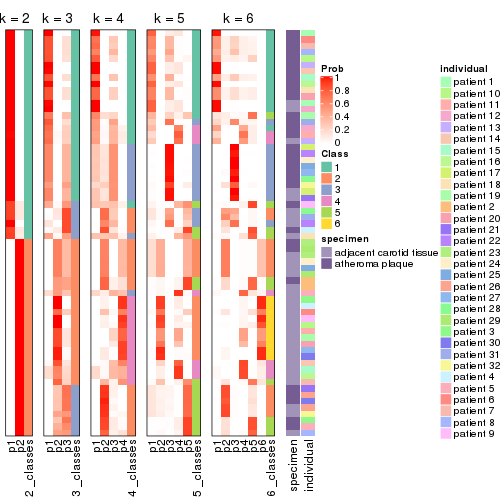 k = 2 k = 3 k = 4 k = 5 k = 6
p1
p2
2_classes
p1
p2
p3
3_classes
p1
p2
p3
p4
4_classes
p1
p2
p3
p4
p5
5_classes
p1
p2
p3
p4
p5
p6
6_classes
specimen
individual
Prob
1
0.8
0.6
0.4
0.2
0
Class
1
2
3
4
5
6
specimen
adjacent carotid tissue
atheroma plaque
individual
patient 1
patient 10
patient 11
patient 12
patient 13
patient 14
patient 15
patient 16
patient 17
patient 18
patient 19
patient 2
patient 20
patient 21
patient 22
patient 23
patient 24
patient 25
patient 26
patient 27
patient 28
patient 29
patient 3
patient 30
patient 31
patient 32
patient 4
patient 5
patient 6
patient 7
patient 8
patient 9